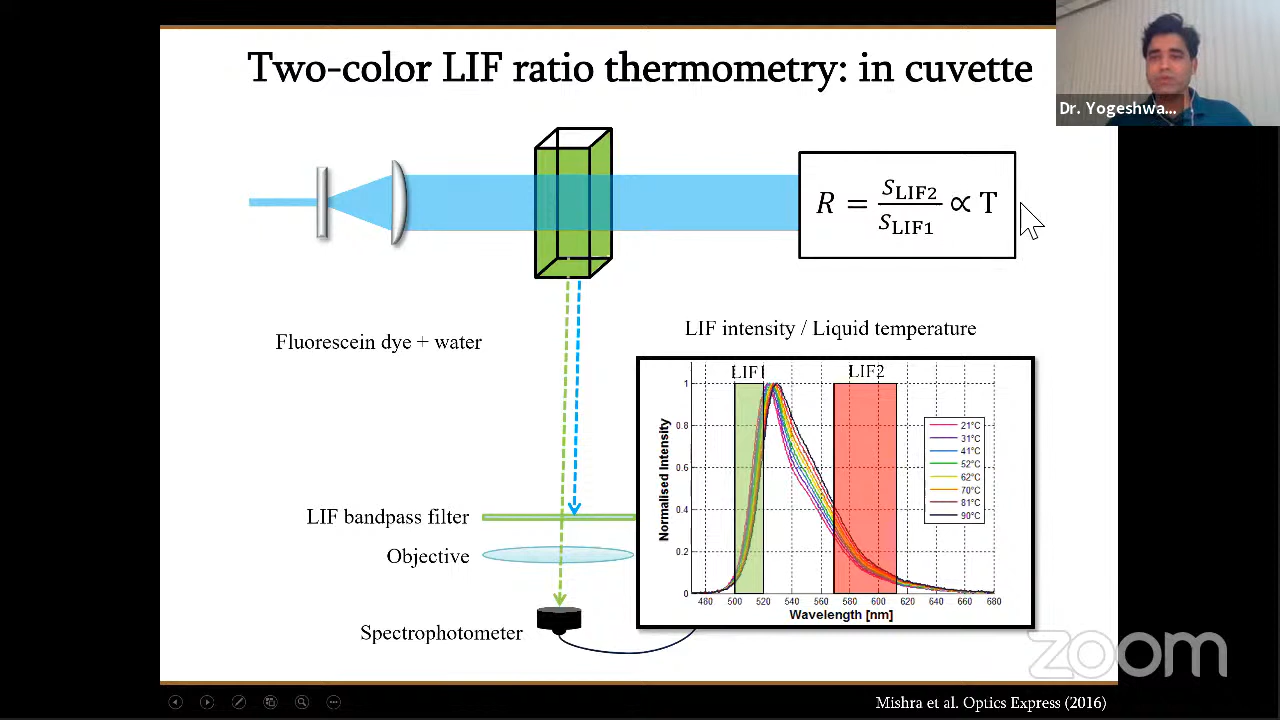 Two-color LIF ratio thermometry: in cuvette
Dr. Yogeshwa...
R = S_LIF2 / S_LIF1 ∝ T
Fluorescein dye + water
LIF intensity / Liquid temperature
LIF1
LIF2
Normalised Intensity
1
0.8
0.6
0.4
0.2
0
21°C
31°C
41°C
52°C
62°C
70°C
81°C
90°C
480 500 520 540 560 580 600 620 640 660 680
Wavelength [nm]
LIF bandpass filter
Objective
Spectrophotometer
zoom
Mishra et al. Optics Express (2016)